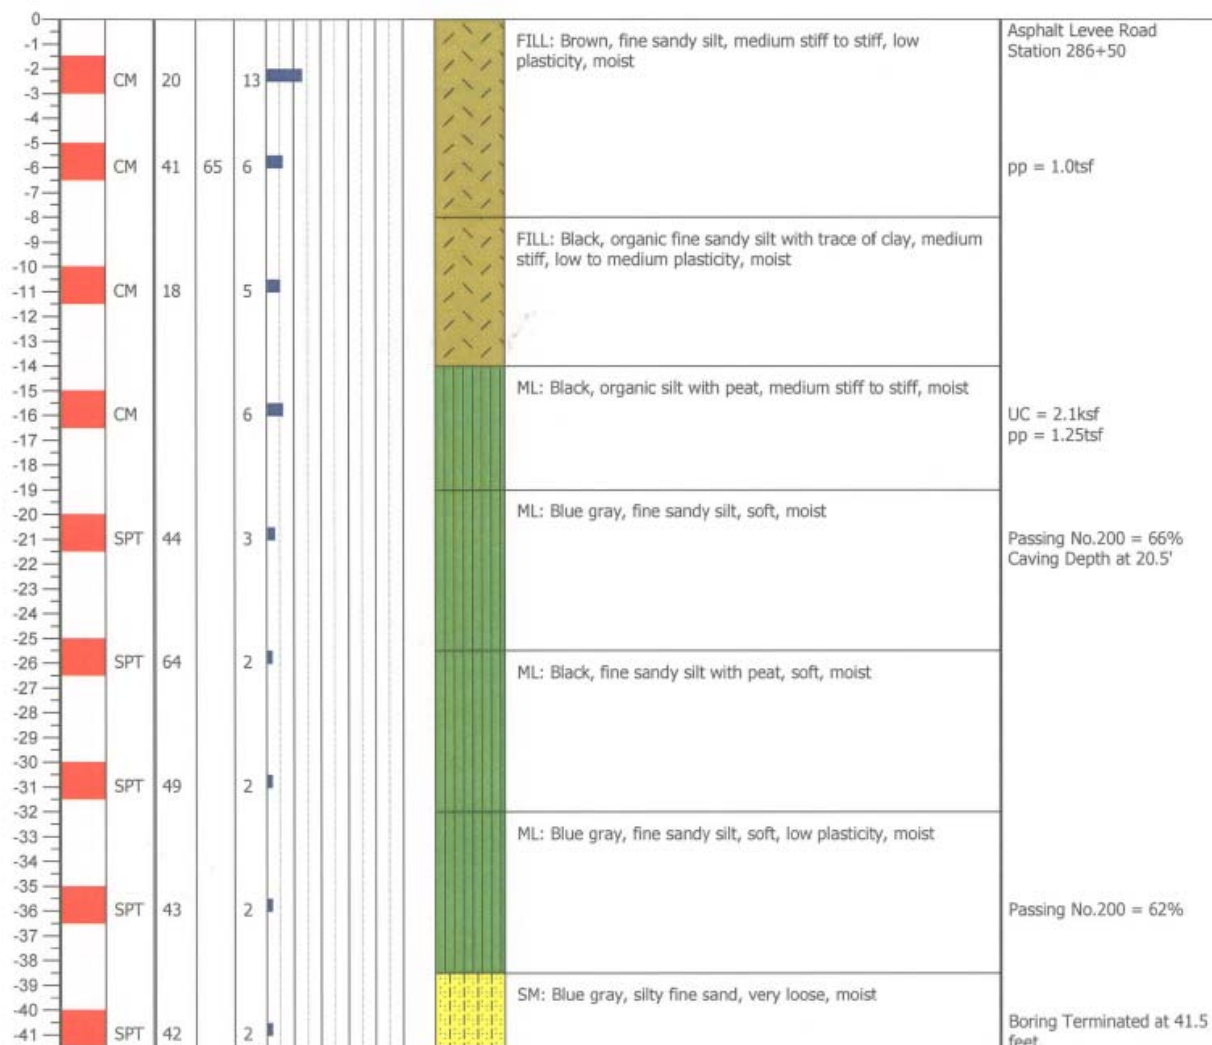 0
-1
Asphalt Levee Road
FILL: Brown, fine sandy silt, medium stiff to stiff, low
Station 286+50
plasticity, moist
-2
CM 20 13
-3
-4
-5
-6
CM 41 65 6
pp = 1.0tsf
-7
-8
-9
FILL: Black, organic fine sandy silt with trace of clay, medium
stiff, low to medium plasticity, moist
-10
-11
CM 18 5
-12
-13
-14
-15
ML: Black, organic silt with peat, medium stiff to stiff, moist
-16
CM 6
UC = 2.1ksf
-17
pp = 1.25tsf
-18
-19
-20
ML: Blue gray, fine sandy silt, soft, moist
-21
SPT 44 3
Passing No.200 = 66%
-22
Caving Depth at 20.5'
-23
-24
-25
-26
SPT 64 2
ML: Black, fine sandy silt with peat, soft, moist
-27
-28
-29
-30
-31
SPT 49 2
-32
-33
ML: Blue gray, fine sandy silt, soft, low plasticity, moist
-34
-35
-36
SPT 43 2
Passing No.200 = 62%
-37
-38
-39
SM: Blue gray, silty fine sand, very loose, moist
-40
-41
SPT 42 2
Boring Terminated at 41.5
feet